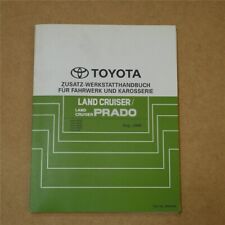 TOYOTA
ZUSATZ-WERKSTATTHANDBUCH
FÜR FAHRWERK UND KAROSSERIE
LAND CRUISER/
LAND CRUISER PRADO